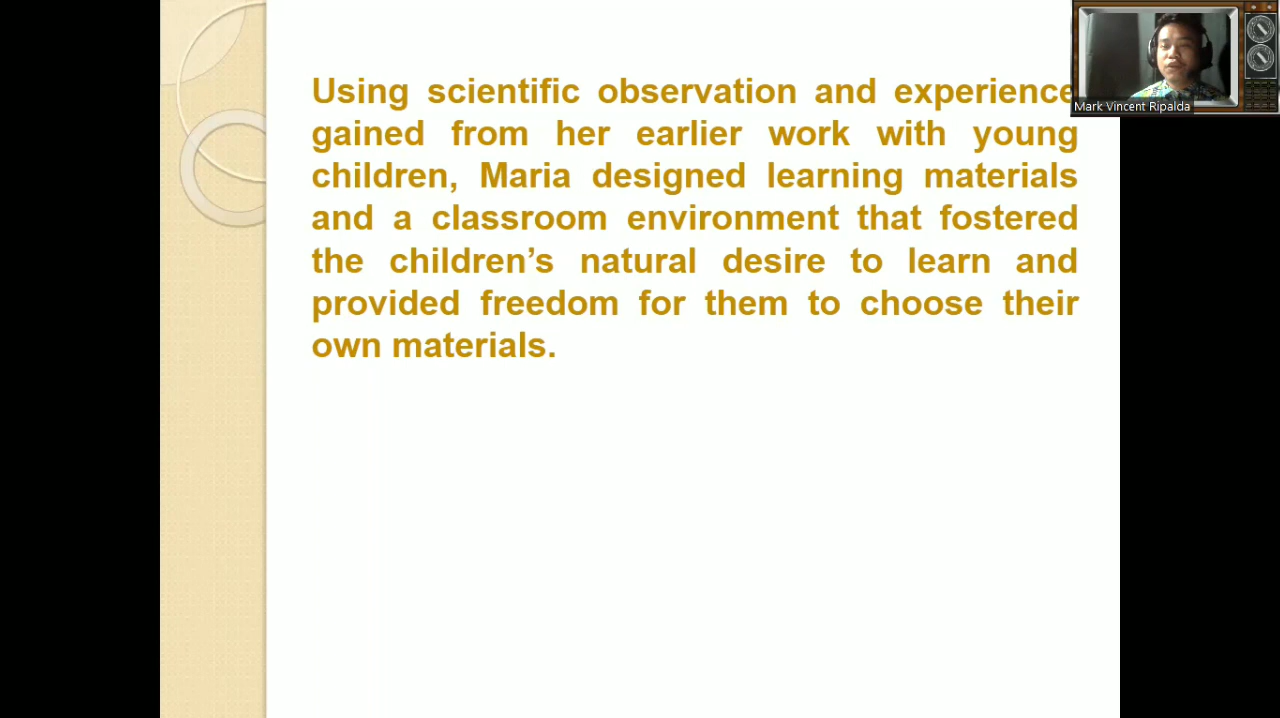 Using scientific observation and experience
gained from her earlier work with young
children, Maria designed learning materials
and a classroom environment that fostered
the children’s natural desire to learn and
provided freedom for them to choose their
own materials.
Mark Vincent Ripalda